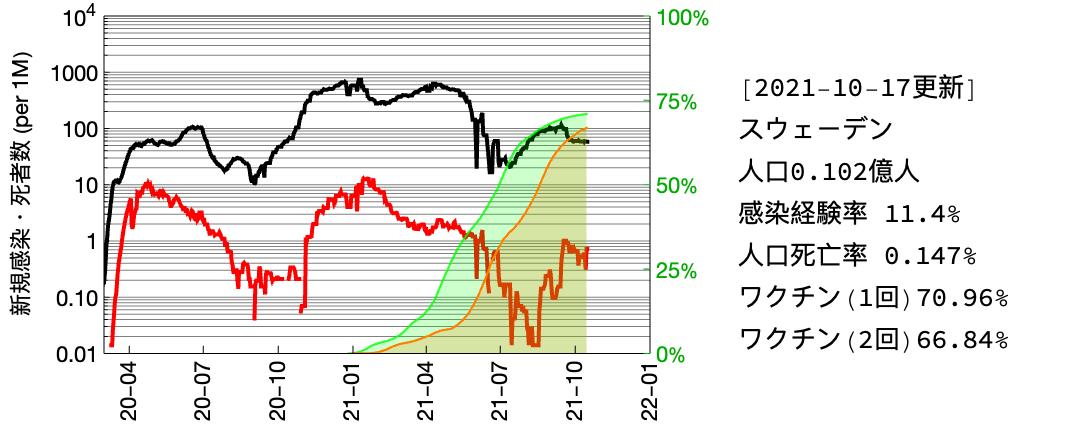 新規感染・死者数 (per 1M)
10^4
1000
100
10
1
0.10
0.01
100%
75%
50%
25%
0%
20-04
20-07
20-10
21-01
21-04
21-07
21-10
22-01
[2021-10-17更新]
スウェーデン
人口0.102億人
感染経験率 11.4%
人口死亡率 0.147%
ワクチン(1回)70.96%
ワクチン(2回)66.84%